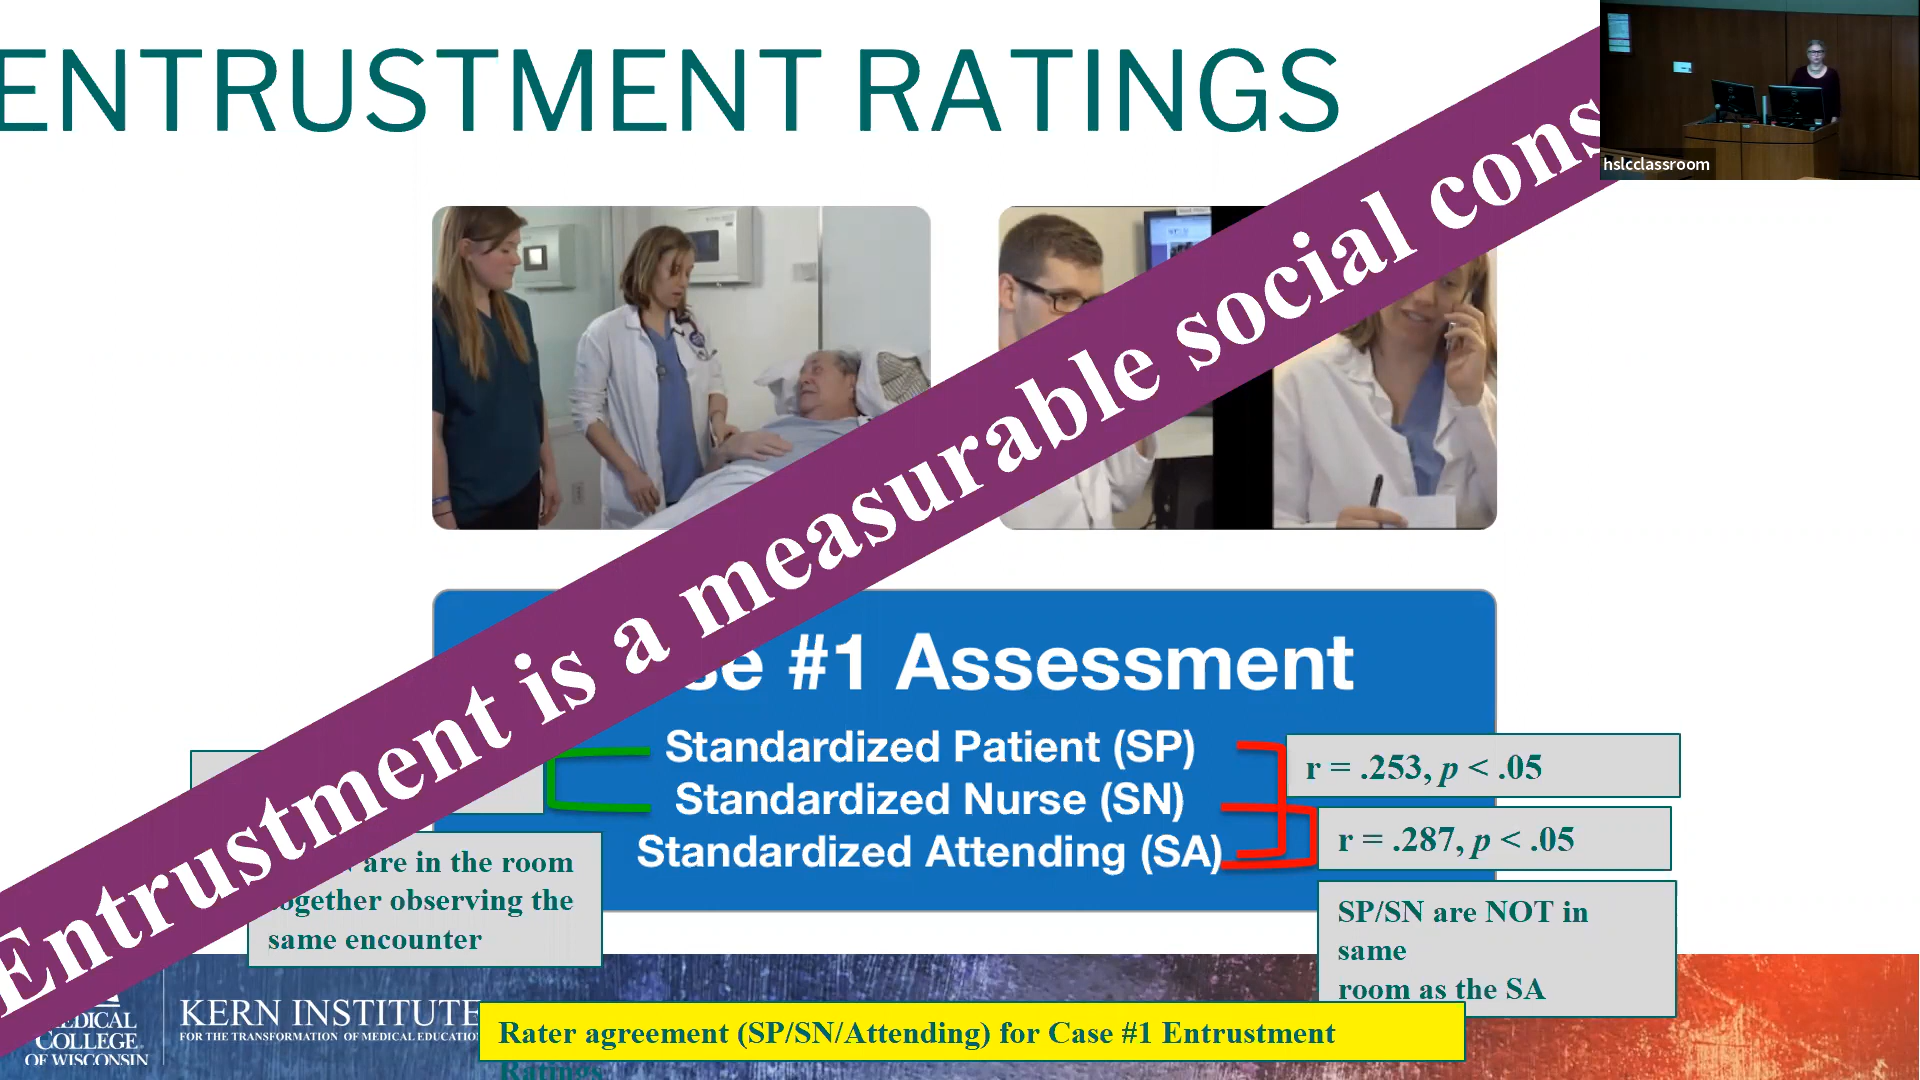 ENTRUSTMENT RATINGS
hslcclassroom
Entrustment is a measurable social cons
se #1 Assessment
Standardized Patient (SP)
Standardized Nurse (SN)
Standardized Attending (SA)
r = .253, p < .05
r = .287, p < .05
are in the room
together observing the
same encounter
SP/SN are NOT in
same
room as the SA
MEDICAL
COLLEGE
OF WISCONSIN
KERN INSTITUTE
FOR THE TRANSFORMATION OF MEDICAL EDUCATIO
Rater agreement (SP/SN/Attending) for Case #1 Entrustment
Ratings